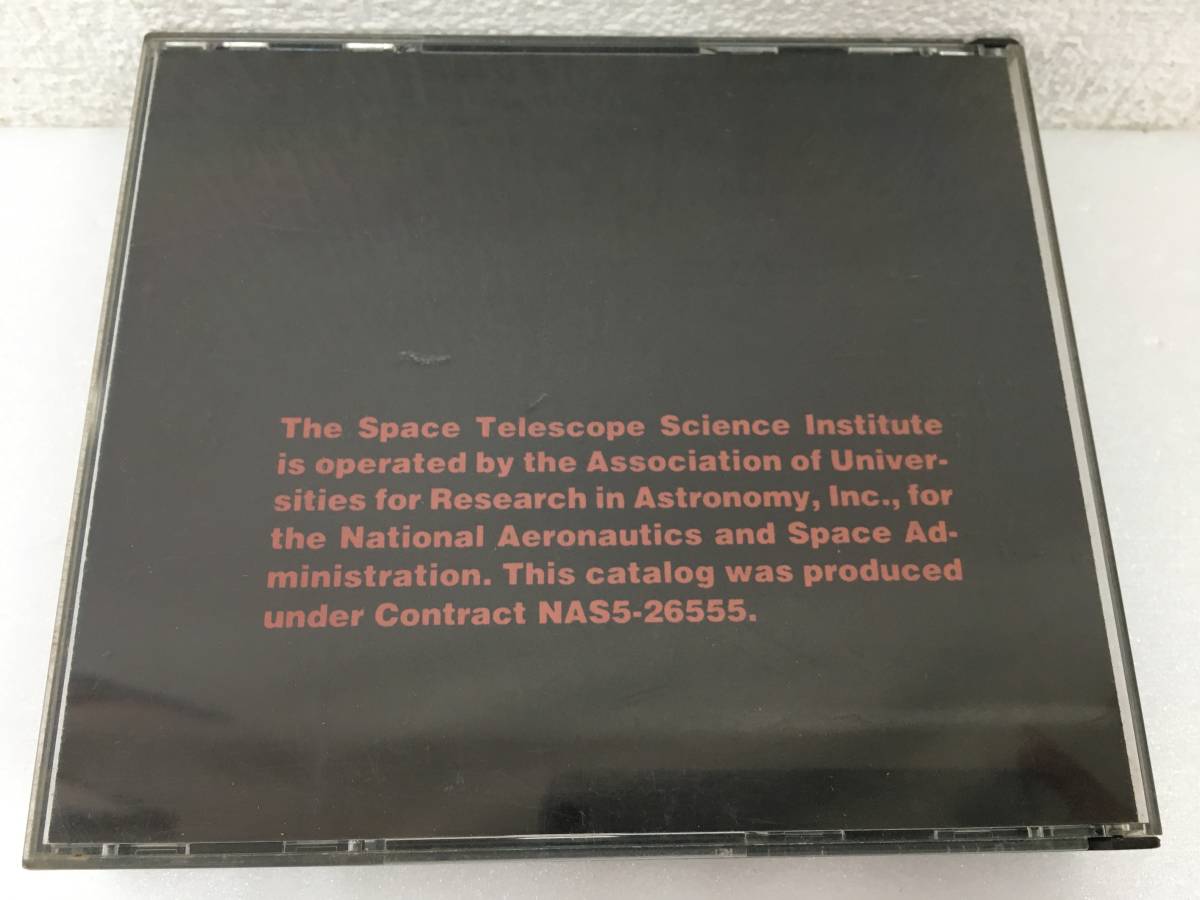 The Space Telescope Science Institute
is operated by the Association of Univer-
sities for Research in Astronomy, Inc., for
the National Aeronautics and Space Ad-
ministration. This catalog was produced
under Contract NAS5-26555.